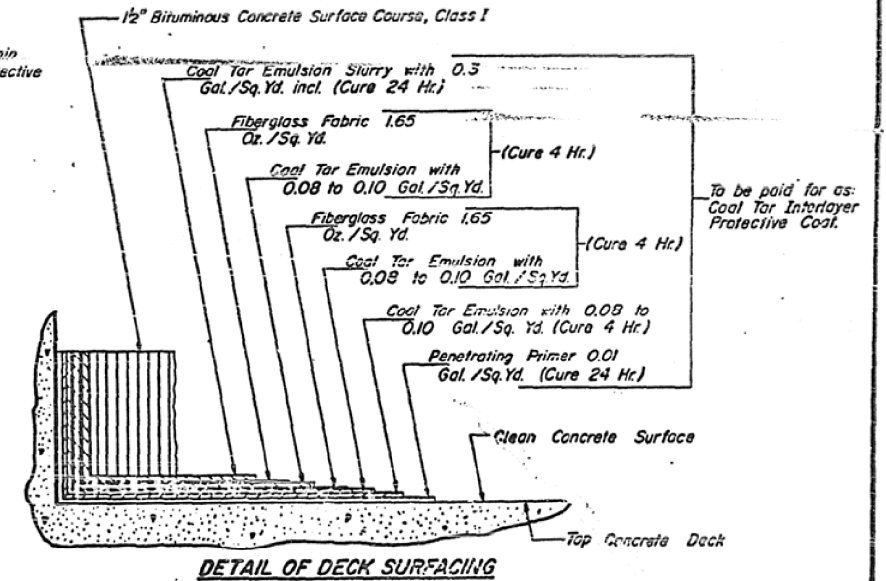 1½" Bituminous Concrete Surface Course, Class I
Coal Tar Emulsion Slurry with 0.3
Gal./Sq. Yd. incl. (Cure 24 Hr.)
Fiberglass Fabric 1.65
Oz./Sq. Yd.
(Cure 4 Hr.)
Coal Tar Emulsion with
0.08 to 0.10 Gal./Sq. Yd.
To be paid for as:
Coal Tar Interlayer
Protective Coat.
Fiberglass Fabric 1.65
Oz./Sq. Yd.
(Cure 4 Hr.)
Coal Tar Emulsion with
0.08 to 0.10 Gal./Sq. Yd.
Coal Tar Emulsion with 0.08 to
0.10 Gal./Sq. Yd. (Cure 4 Hr.)
Penetrating Primer 0.01
Gal./Sq. Yd. (Cure 24 Hr.)
Clean Concrete Surface
Top Concrete Deck
DETAIL OF DECK SURFACING